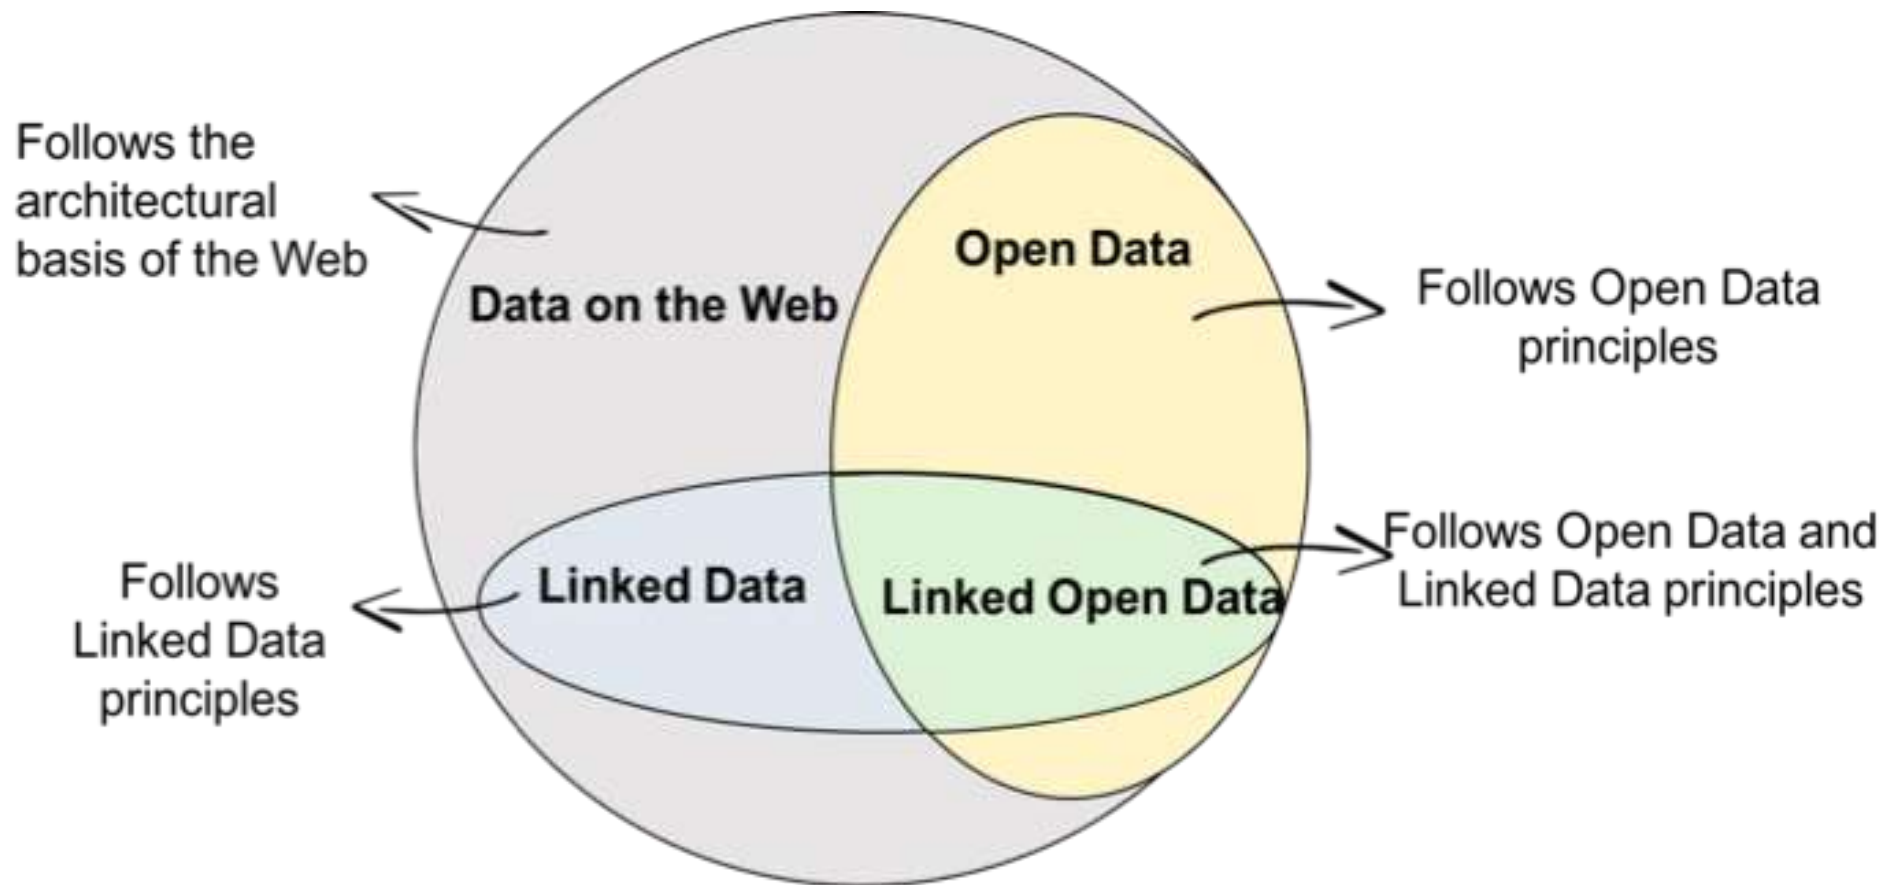 Follows the
architectural
basis of the Web
Data on the Web
Open Data
Follows Open Data
principles
Follows
Linked Data
principles
Linked Data
Linked Open Data
Follows Open Data and
Linked Data principles